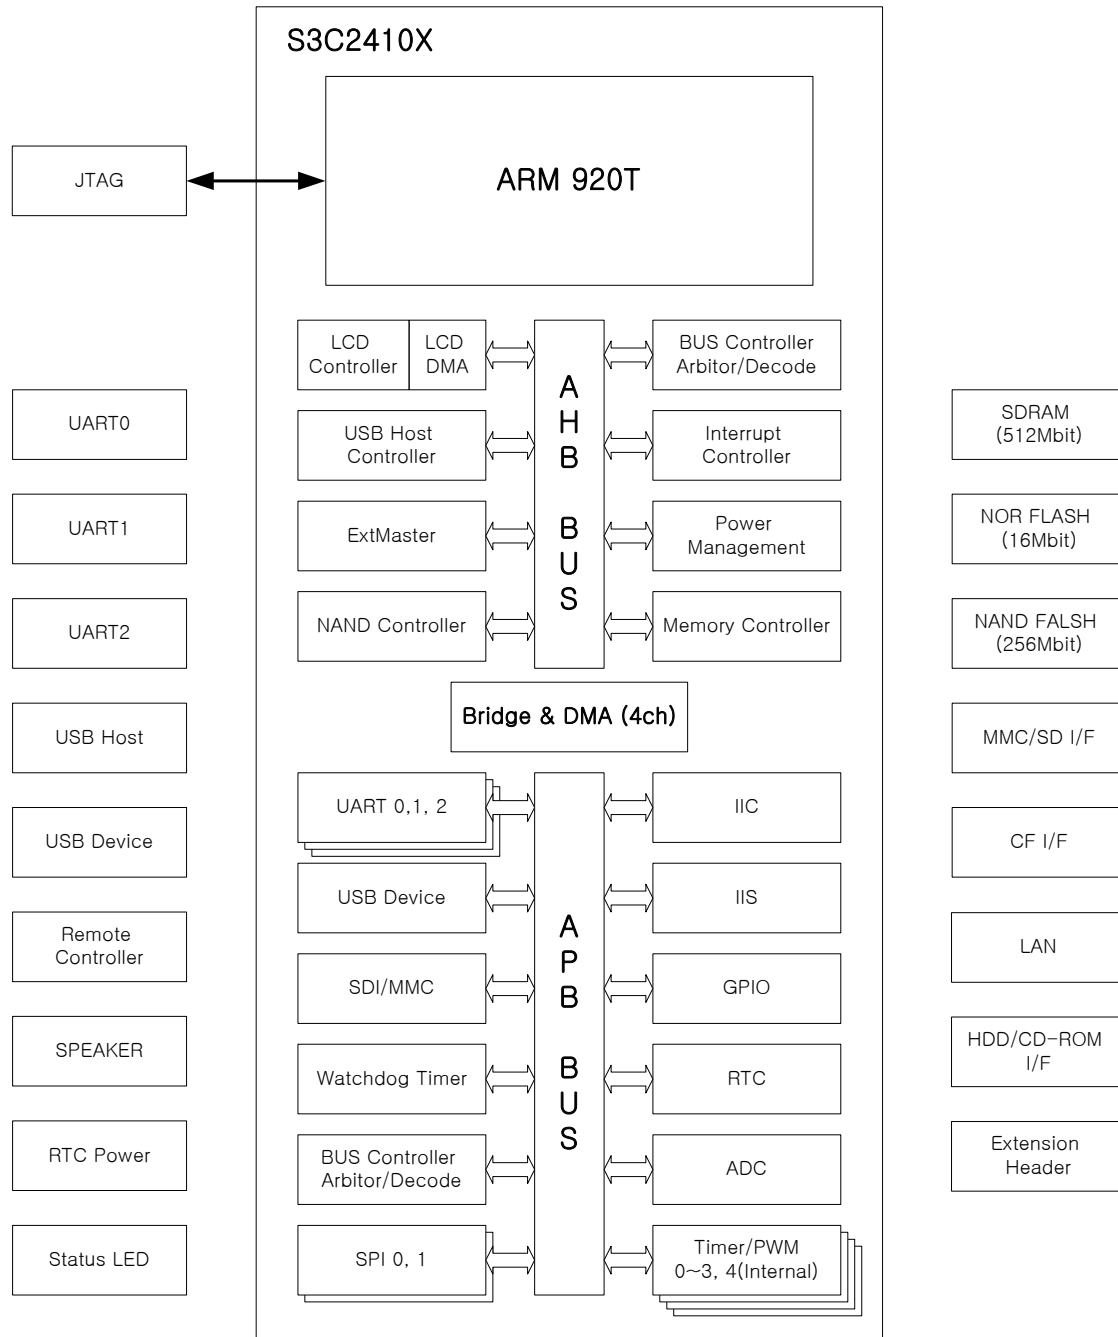 S3C2410X
ARM 920T
JTAG
LCD
Controller
LCD
DMA
BUS Controller
Arbitor/Decode
USB Host
Controller
Interrupt
Controller
ExtMaster
Power
Management
NAND Controller
Memory Controller
A
H
B
B
U
S
Bridge & DMA (4ch)
UART 0,1, 2
IIC
USB Device
IIS
SDI/MMC
GPIO
Watchdog Timer
RTC
BUS Controller
Arbitor/Decode
ADC
SPI 0, 1
Timer/PWM
0~3, 4(Internal)
A
P
B
B
U
S
UART0
UART1
UART2
USB Host
USB Device
Remote
Controller
SPEAKER
RTC Power
Status LED
SDRAM
(512Mbit)
NOR FLASH
(16Mbit)
NAND FALSH
(256Mbit)
MMC/SD I/F
CF I/F
LAN
HDD/CD-ROM
I/F
Extension
Header